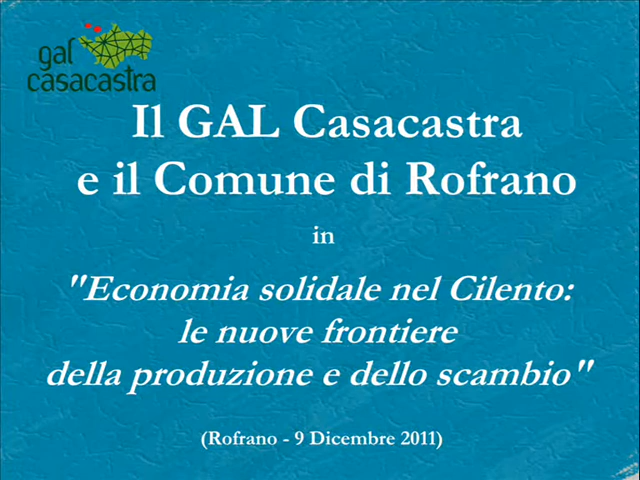 gal
casacastra
Il GAL Casacastra
e il Comune di Rofrano
in
"Economia solidale nel Cilento:
le nuove frontiere
della produzione e dello scambio"
(Rofrano - 9 Dicembre 2011)